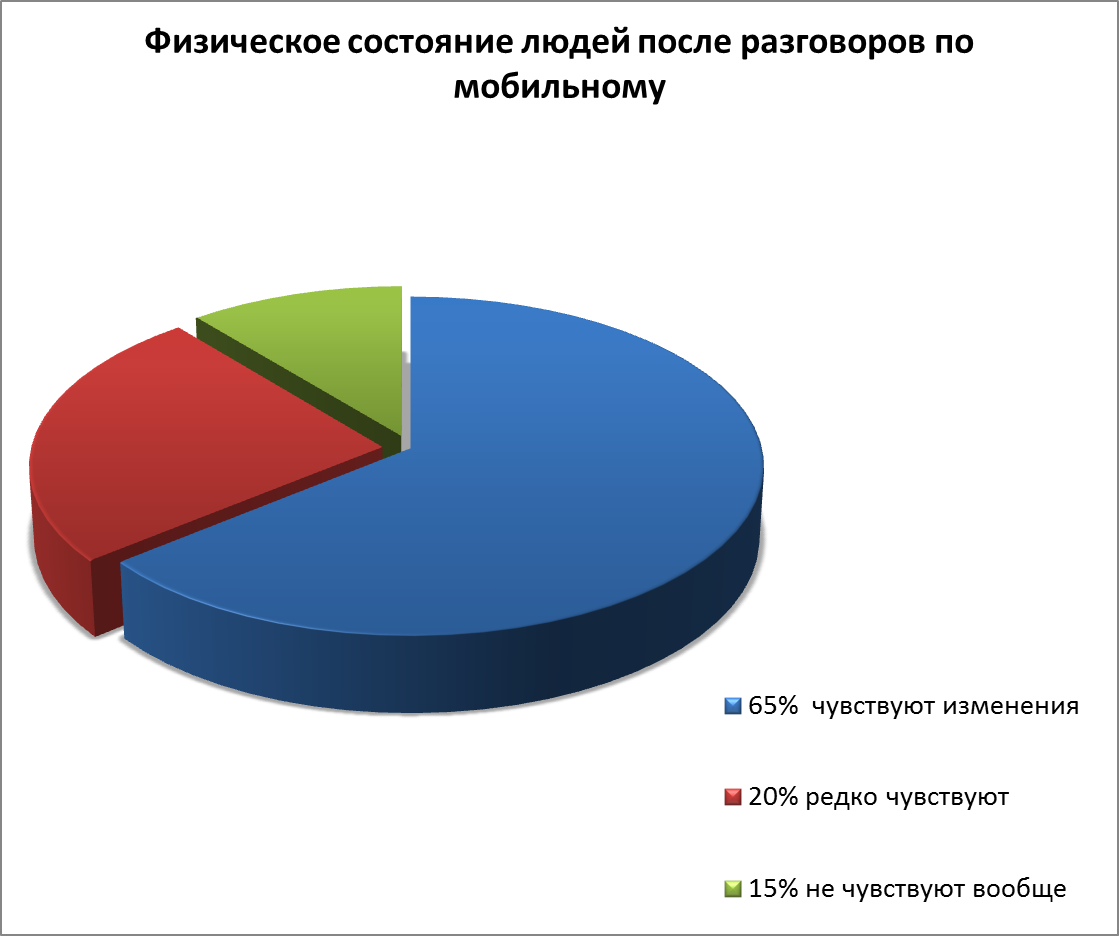 Физическое состояние людей после разговоров по
мобильному
65%  чувствуют изменения
20% редко чувствуют
15% не чувствуют вообще